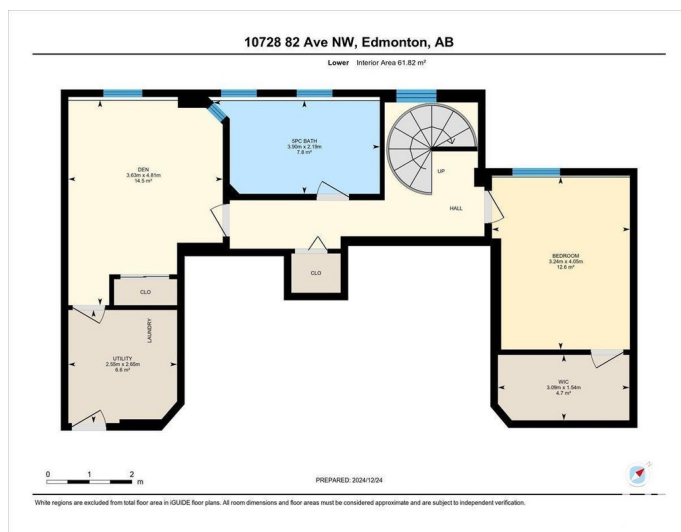 10728 82 Ave NW, Edmonton, AB
Lower Interior Area 61.82 m²
5PC BATH
3.90m x 2.19m
7.8 m²
DEN
3.63m x 4.81m
14.5 m²
UP
HALL
BEDROOM
3.24m x 4.05m
12.6 m²
CLO
CLO
LAUNDRY
UTILITY
2.55m x 2.65m
6.6 m²
WIC
3.09m x 1.54m
4.7 m²
0 1 2
m
PREPARED: 2024/12/24
White regions are excluded from total floor area in iGUIDE floor plans. All room dimensions and floor areas must be considered approximate and are subject to independent verification.